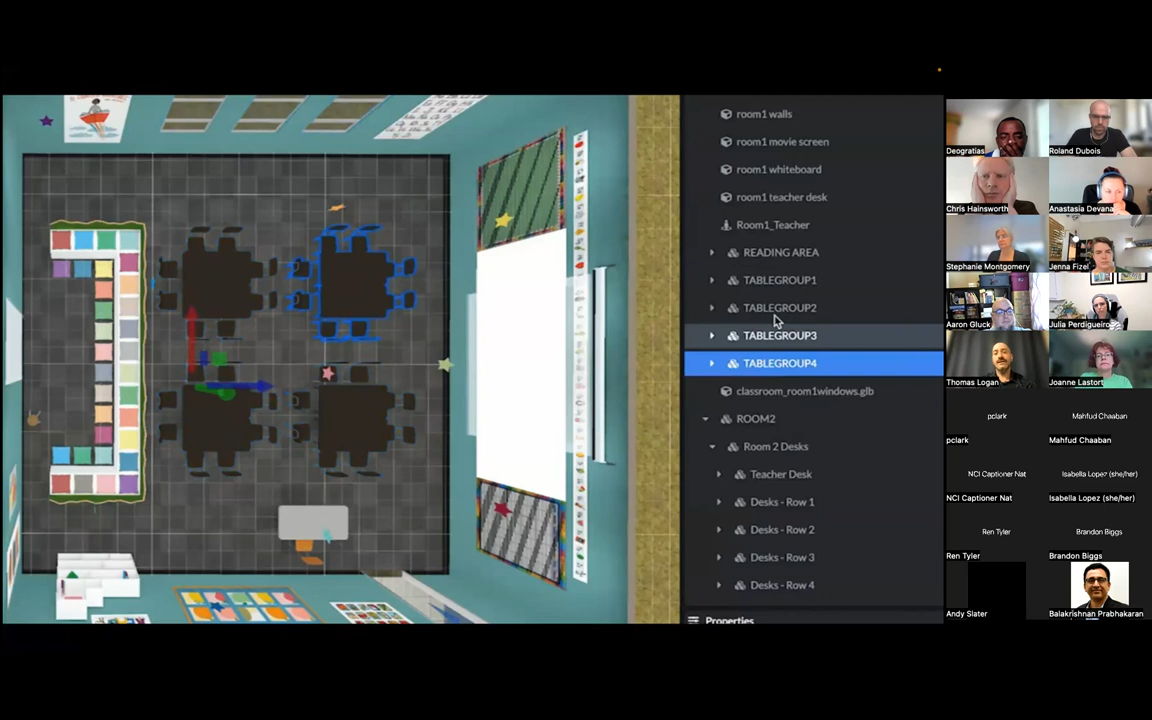 room1 walls
room1 movie screen
room1 whiteboard
room1 teacher desk
Room1_Teacher
READING AREA
TABLEGROUP1
TABLEGROUP2
TABLEGROUP3
TABLEGROUP4
classroom_room1windows.glb
ROOM2
Room 2 Desks
Teacher Desk
Desks - Row 1
Desks - Row 2
Desks - Row 3
Desks - Row 4
Properties
Deogratias
Roland Dubois
Chris Hainsworth
Anastasia Devana
Stephanie Montgomery
Jenna Fizel
Aaron Gluck
Julia Perdigueiro
Thomas Logan
Joanne Lastort
pclark
Mahfud Chaaban
pclark
Mahfud Chaaban
NCI Captioner Nat
Isabella Lopez (she/her)
NCI Captioner Nat
Isabella Lopez (she/her)
Ren Tyler
Brandon Biggs
Ren Tyler
Brandon Biggs
Andy Slater
Balakrishnan Prabhakaran